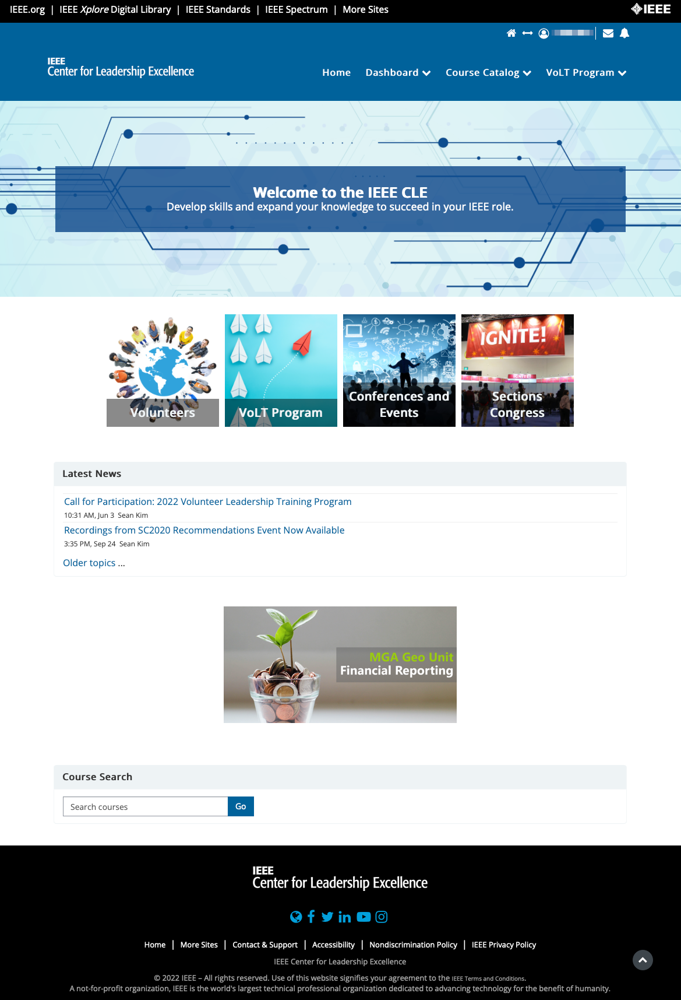 IEEE.org | IEEE Xplore Digital Library | IEEE Standards | IEEE Spectrum | More Sites
IEEE
IEEE
Center for Leadership Excellence
Home Dashboard Course Catalog VoLT Program
Welcome to the IEEE CLE
Develop skills and expand your knowledge to succeed in your IEEE role.
Volunteers
VoLT Program
Conferences and
Events
IGNITE!
IGNITE!
Sections
Congress
Latest News
Call for Participation: 2022 Volunteer Leadership Training Program
10:31 AM, Jun 3 Sean Kim
Recordings from SC2020 Recommendations Event Now Available
3:35 PM, Sep 24 Sean Kim
Older topics ...
MGA Geo Unit
Financial Reporting
Course Search
Search courses
Go
IEEE
Center for Leadership Excellence
Home | More Sites | Contact & Support | Accessibility | Nondiscrimination Policy | IEEE Privacy Policy
IEEE Center for Leadership Excellence
© 2022 IEEE – All rights reserved. Use of this website signifies your agreement to the IEEE Terms and Conditions.
A not-for-profit organization, IEEE is the world's largest technical professional organization dedicated to advancing technology for the benefit of humanity.